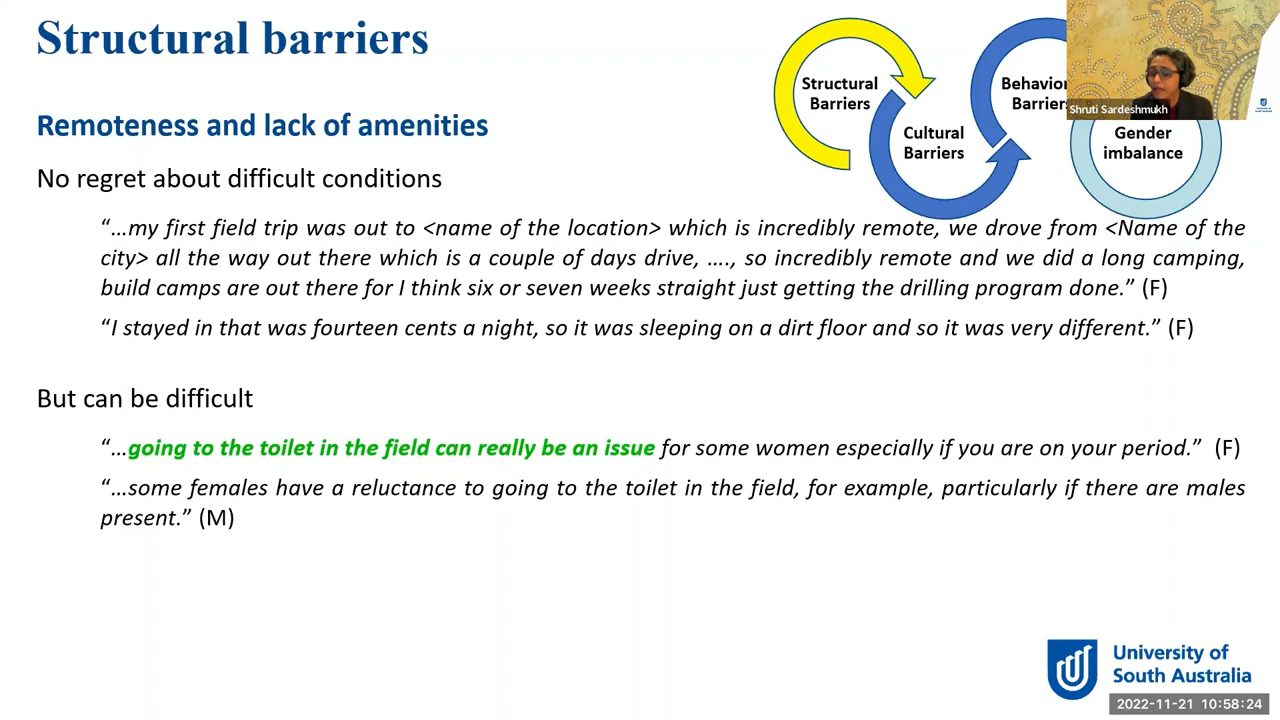 Structural barriers
Structural
Barriers
Cultural
Barriers
Behavior
Barriers
Gender
imbalance
Shruti Sardeshmukh
Remoteness and lack of amenities
No regret about difficult conditions
“…my first field trip was out to <name of the location> which is incredibly remote, we drove from <Name of the
city> all the way out there which is a couple of days drive, …., so incredibly remote and we did a long camping,
build camps are out there for I think six or seven weeks straight just getting the drilling program done.” (F)
“I stayed in that was fourteen cents a night, so it was sleeping on a dirt floor and so it was very different.” (F)
But can be difficult
“…going to the toilet in the field can really be an issue for some women especially if you are on your period.” (F)
“…some females have a reluctance to going to the toilet in the field, for example, particularly if there are males
present.” (M)
University of
South Australia
2022-11-21 10:58:24